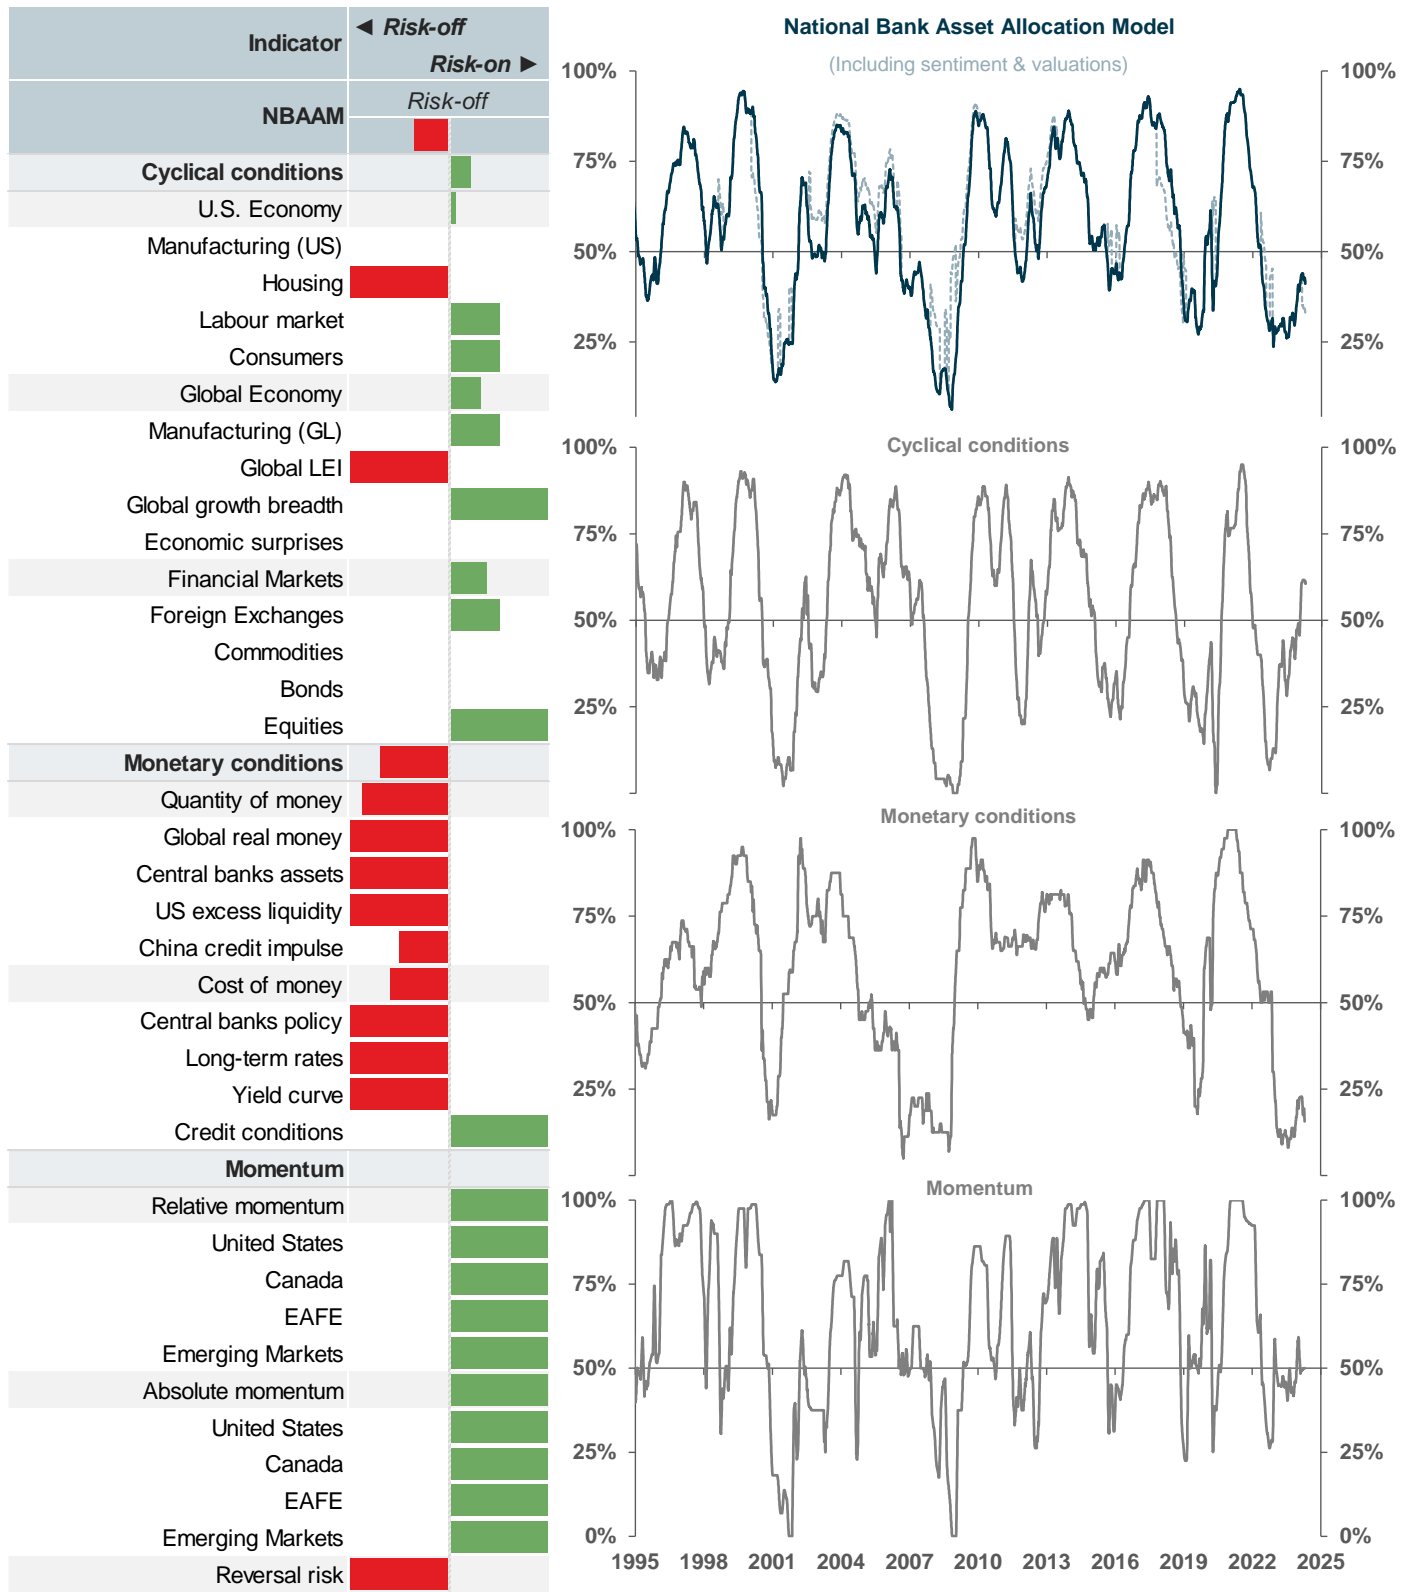 Indicator
◄ Risk-off
Risk-on ►
NBAAM
Risk-off
Cyclical conditions
U.S. Economy
Manufacturing (US)
Housing
Labour market
Consumers
Global Economy
Manufacturing (GL)
Global LEI
Global growth breadth
Economic surprises
Financial Markets
Foreign Exchanges
Commodities
Bonds
Equities
Monetary conditions
Quantity of money
Global real money
Central banks assets
US excess liquidity
China credit impulse
Cost of money
Central banks policy
Long-term rates
Yield curve
Credit conditions
Momentum
Relative momentum
United States
Canada
EAFE
Emerging Markets
Absolute momentum
United States
Canada
EAFE
Emerging Markets
Reversal risk
National Bank Asset Allocation Model
(Including sentiment & valuations)
100% 100%
75% 75%
50% 50%
25% 25%
Cyclical conditions
100% 100%
75% 75%
50% 50%
25% 25%
Monetary conditions
100% 100%
75% 75%
50% 50%
25% 25%
Momentum
100% 100%
75% 75%
50% 50%
25% 25%
0% 0%
1995 1998 2001 2004 2007 2010 2013 2016 2019 2022 2025